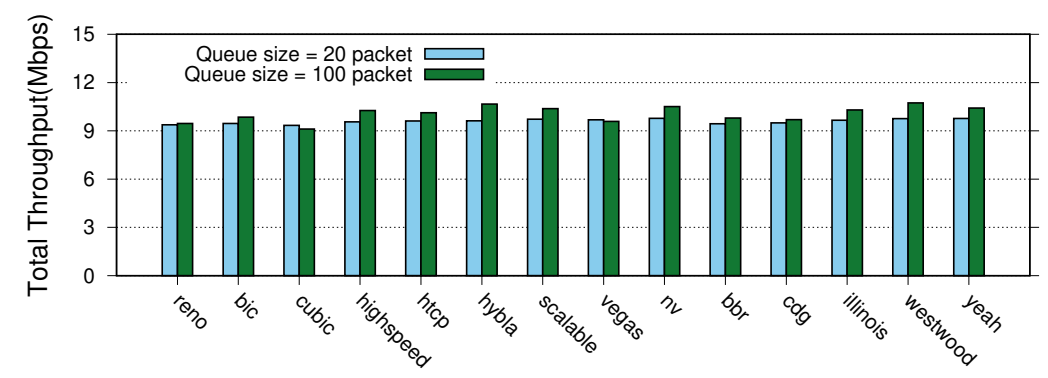 Total Throughput(Mbps)
15
12
9
6
3
0
Queue size = 20 packet
Queue size = 100 packet
reno
bic
cubic
highspeed
htcp
hybla
scalable
vegas
nv
bbr
cdg
illinois
westwood
yeah